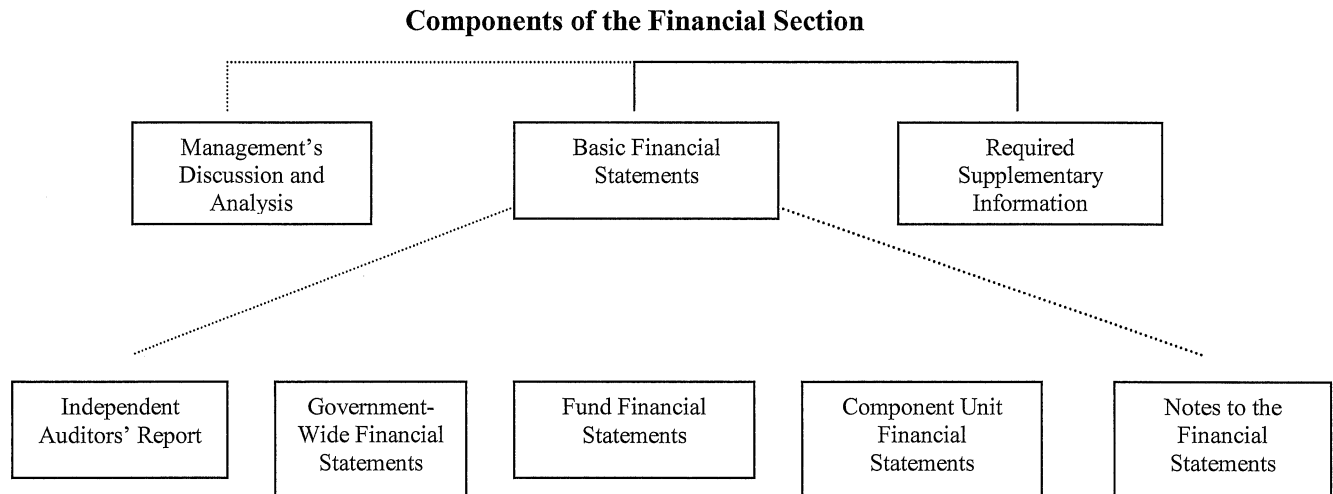 Components of the Financial Section
Management’s
Discussion and
Analysis
Basic Financial
Statements
Required
Supplementary
Information
Independent
Auditors’ Report
Government-
Wide Financial
Statements
Fund Financial
Statements
Component Unit
Financial
Statements
Notes to the
Financial
Statements